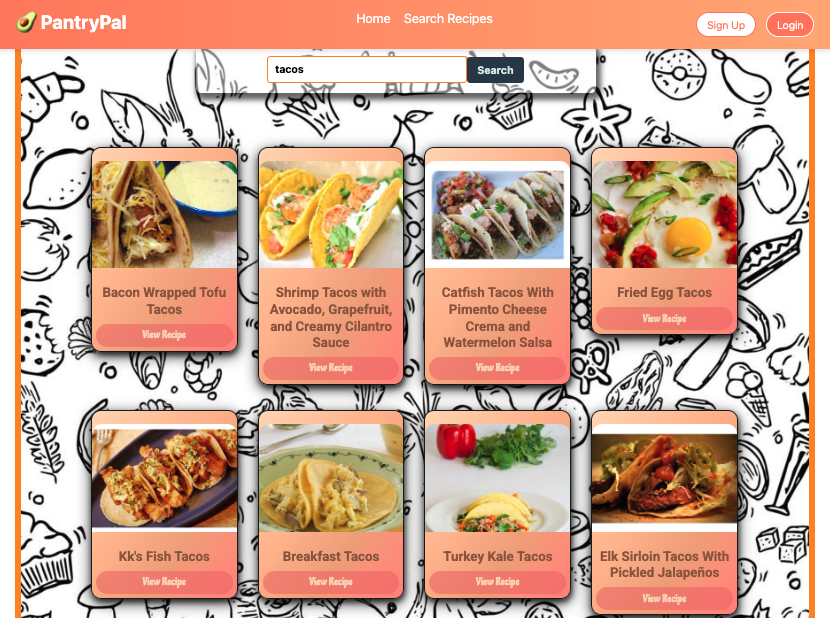 PantryPal
Home Search Recipes
Sign Up Login
tacos Search
Bacon Wrapped Tofu
Tacos
View Recipe
Shrimp Tacos with
Avocado, Grapefruit,
and Creamy Cilantro
Sauce
View Recipe
Catfish Tacos With
Pimento Cheese
Crema and
Watermelon Salsa
View Recipe
Fried Egg Tacos
View Recipe
Kk's Fish Tacos
View Recipe
Breakfast Tacos
View Recipe
Turkey Kale Tacos
View Recipe
Elk Sirloin Tacos With
Pickled Jalapeños
View Recipe